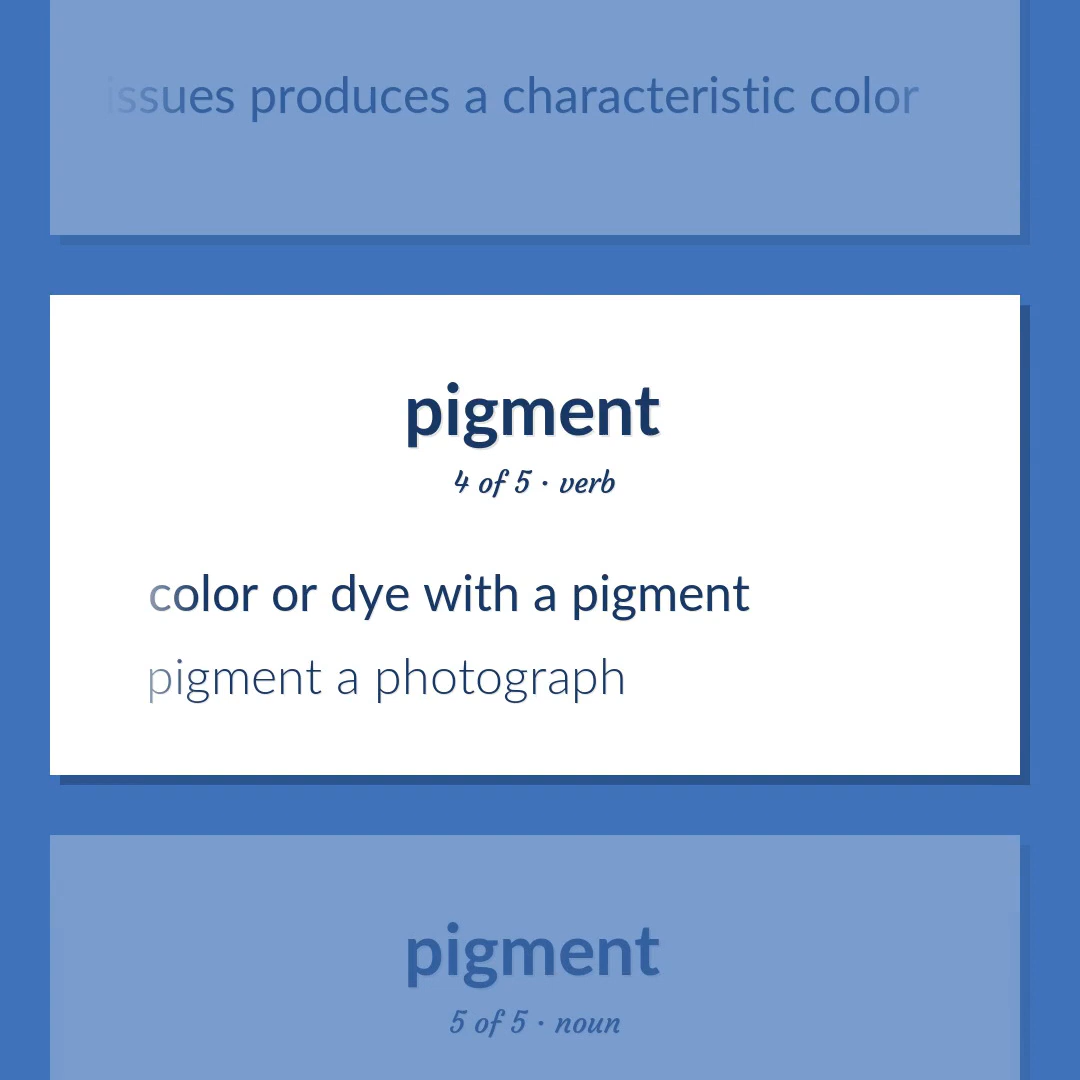 issues produces a characteristic color
pigment
4 of 5 · verb
color or dye with a pigment
pigment a photograph
pigment
5 of 5 · noun